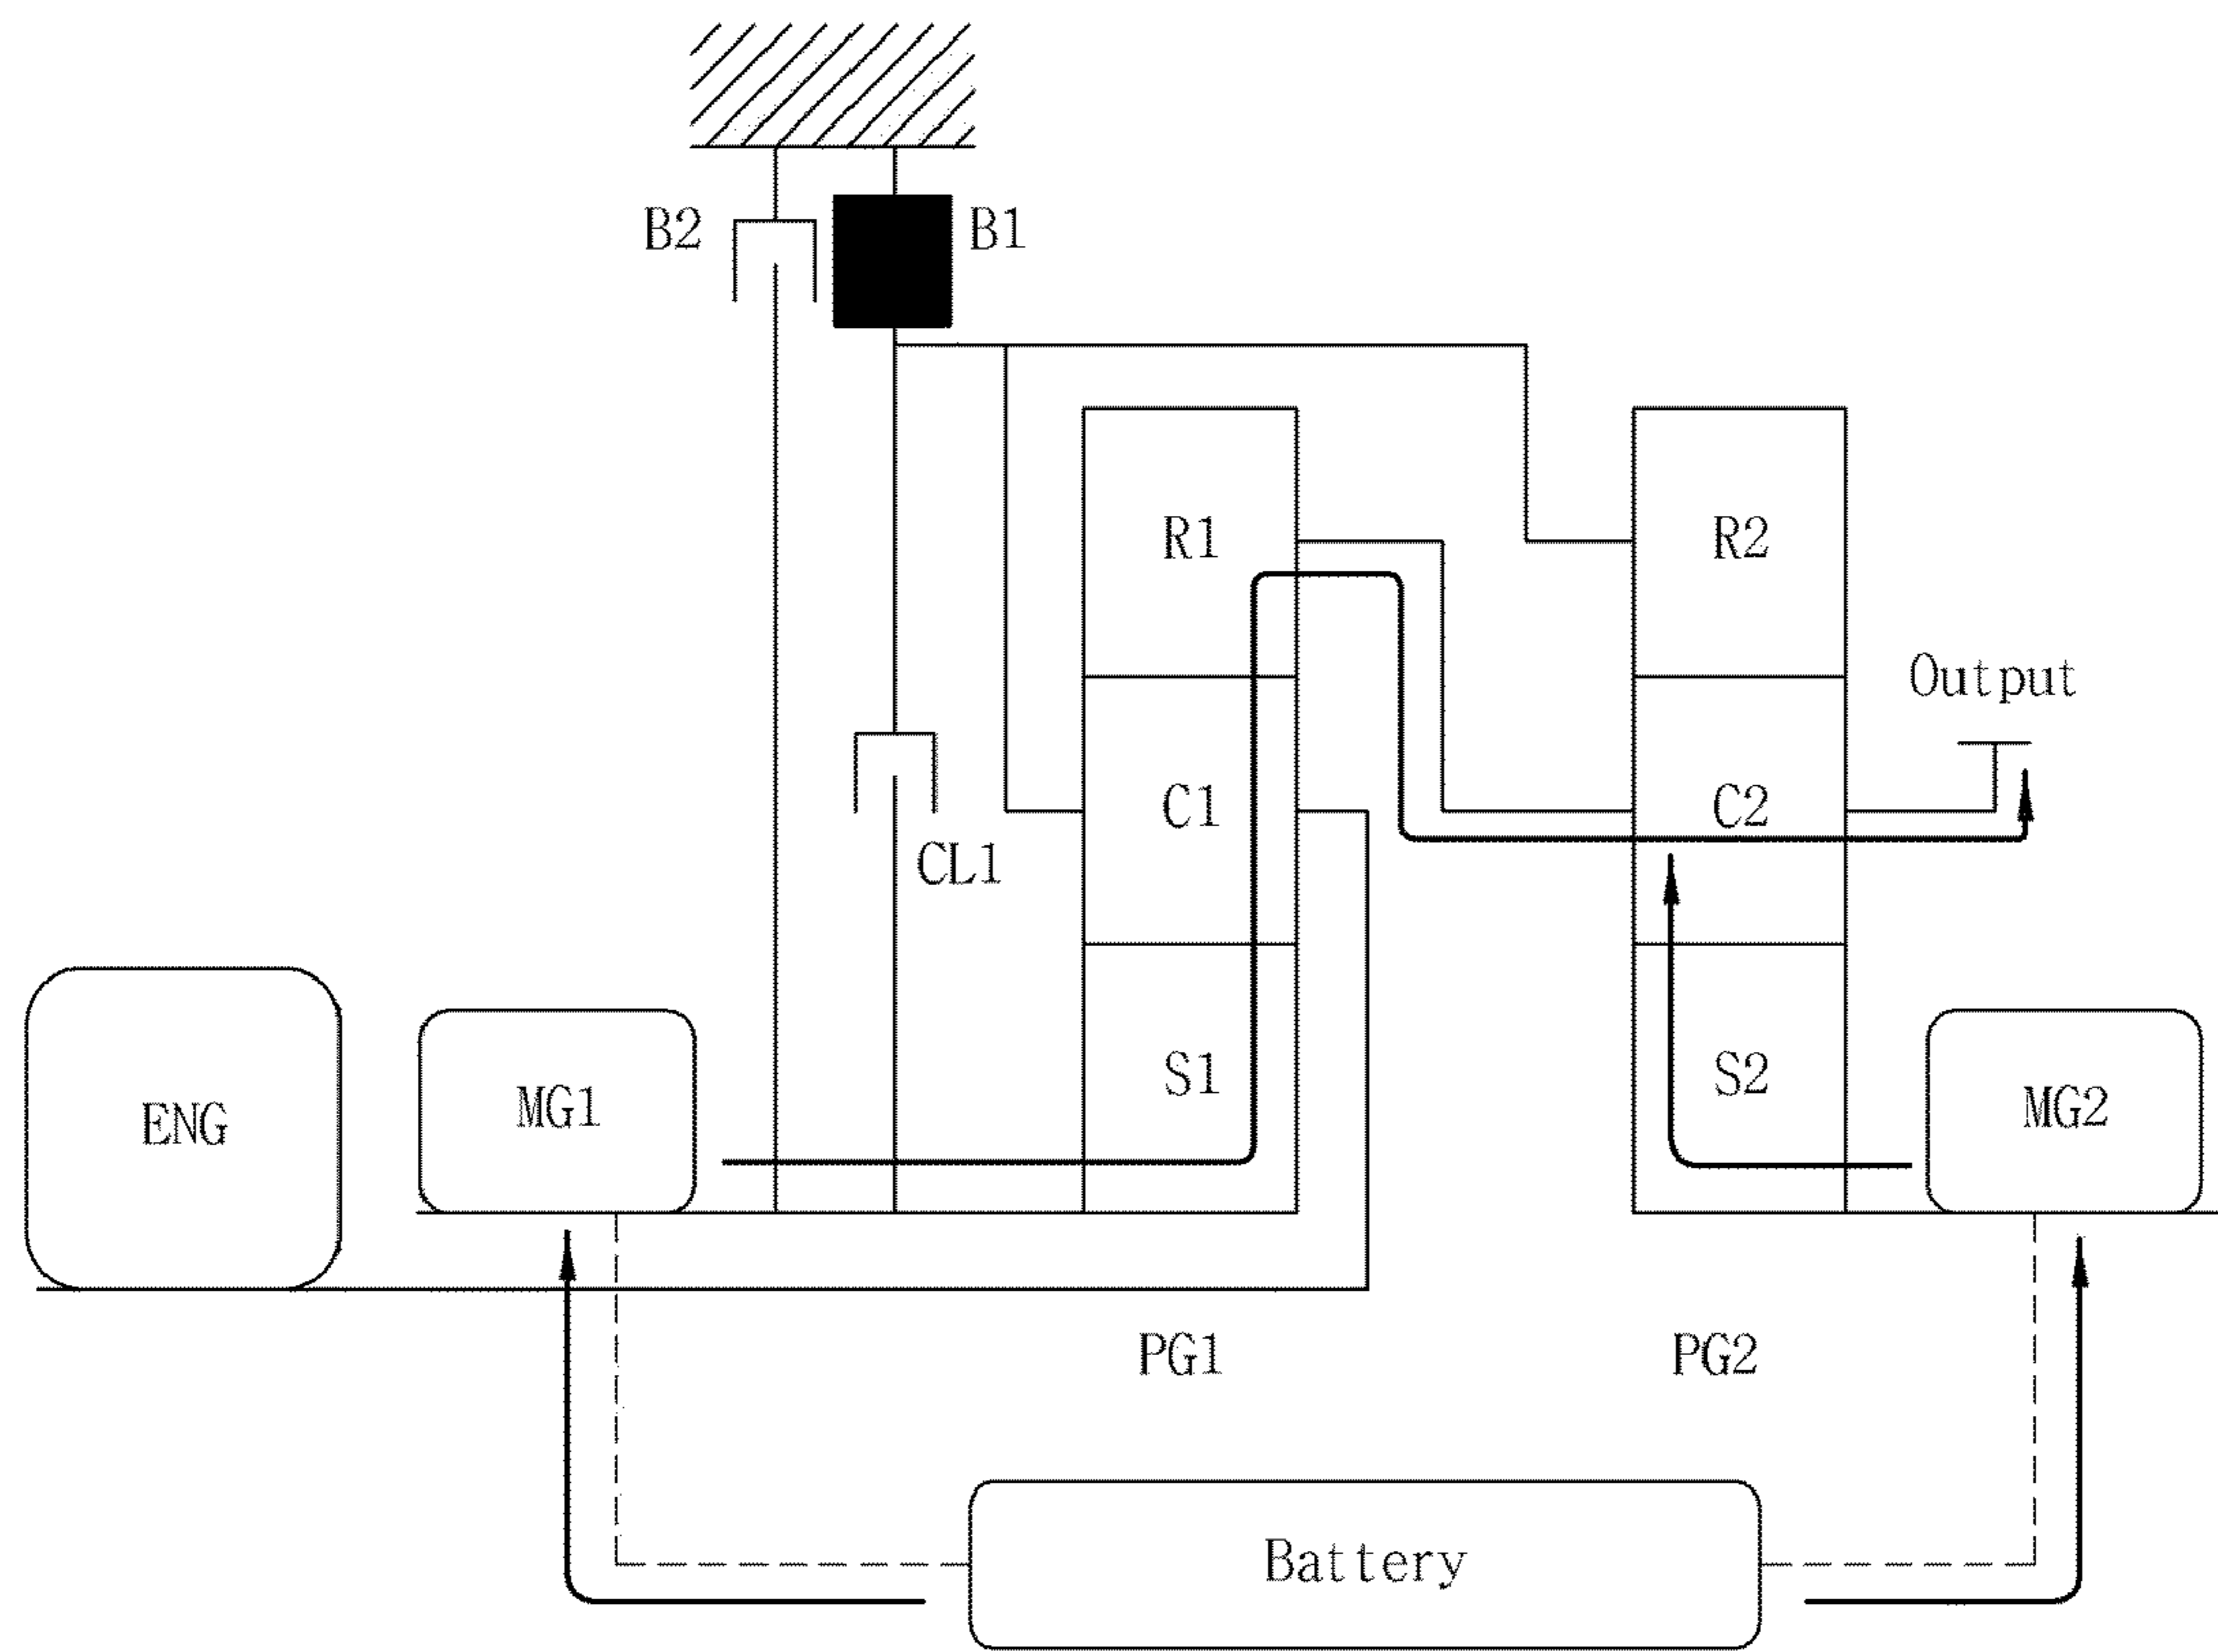 B2
B1
R1
R2
Output
C1
C2
CL1
S1
S2
ENG
MG1
MG2
PG1
PG2
Battery